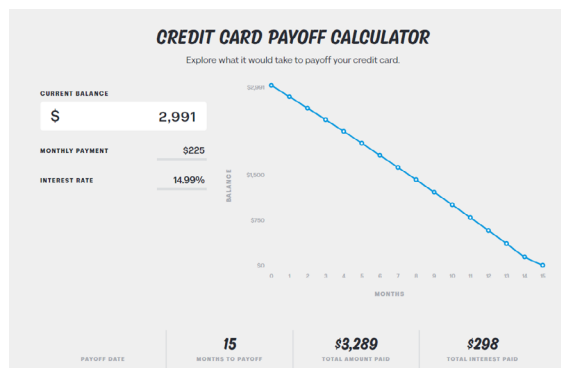 CREDIT CARD PAYOFF CALCULATOR
Explore what it would take to payoff your credit card.
CURRENT BALANCE
$ 2,991
MONTHLY PAYMENT $225
INTEREST RATE 14.99%
BALANCE
$1,500
$750
$0
0 1 2 3 4 5 6 7 8 9 10 11 12 13 14 15
MONTHS
15 $3,289 $298
PAYOFF DATE MONTHS TO PAYOFF TOTAL AMOUNT PAID TOTAL INTEREST PAID